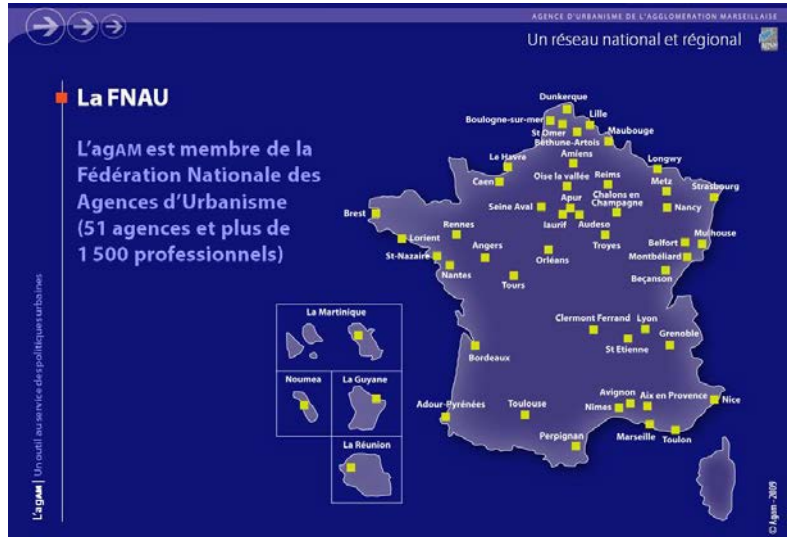 AGENCE D'URBANISME DE L'AGGLOMÉRATION MARSEILLAISE
Un réseau national et régional
La FNAU
L'agAM est membre de la
Fédération Nationale des
Agences d'Urbanisme
(51 agences et plus de
1 500 professionnels)
Dunkerque
Boulogne-sur-mer
Lille
St Omer
Maubouge
Béthune-Artois
Amiens
Le Havre
Longwy
Oise la vallée
Reims
Metz
Caen
Strasbourg
Apur
Chalons en
Champagne
Seine Aval
Nancy
Brest
Iaurif
Audeso
Mulhouse
Rennes
Troyes
Belfort
Lorient
Angers
Orléans
Montbéliard
St-Nazaire
Nantes
Tours
Beçanson
La Martinique
Clermont Ferrand
Lyon
Grenoble
St Etienne
Bordeaux
Noumea
La Guyane
Avignon
Aix en Provence
Nice
Adour-Pyrénées
Toulouse
Nimes
Marseille
Toulon
Perpignan
La Réunion
L'agAM | Un outil au service des politiques urbaines
© Agam - 2009